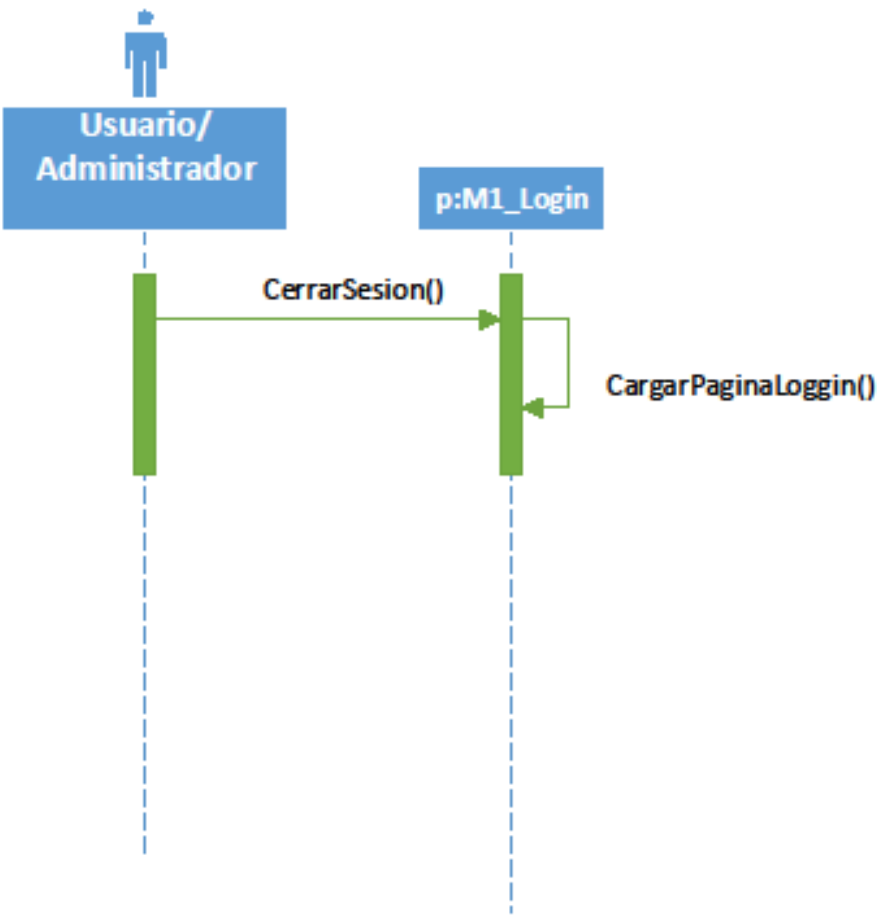 Usuario/
Administrador
p:M1_Login
CerrarSesion()
CargarPaginaLoggin()